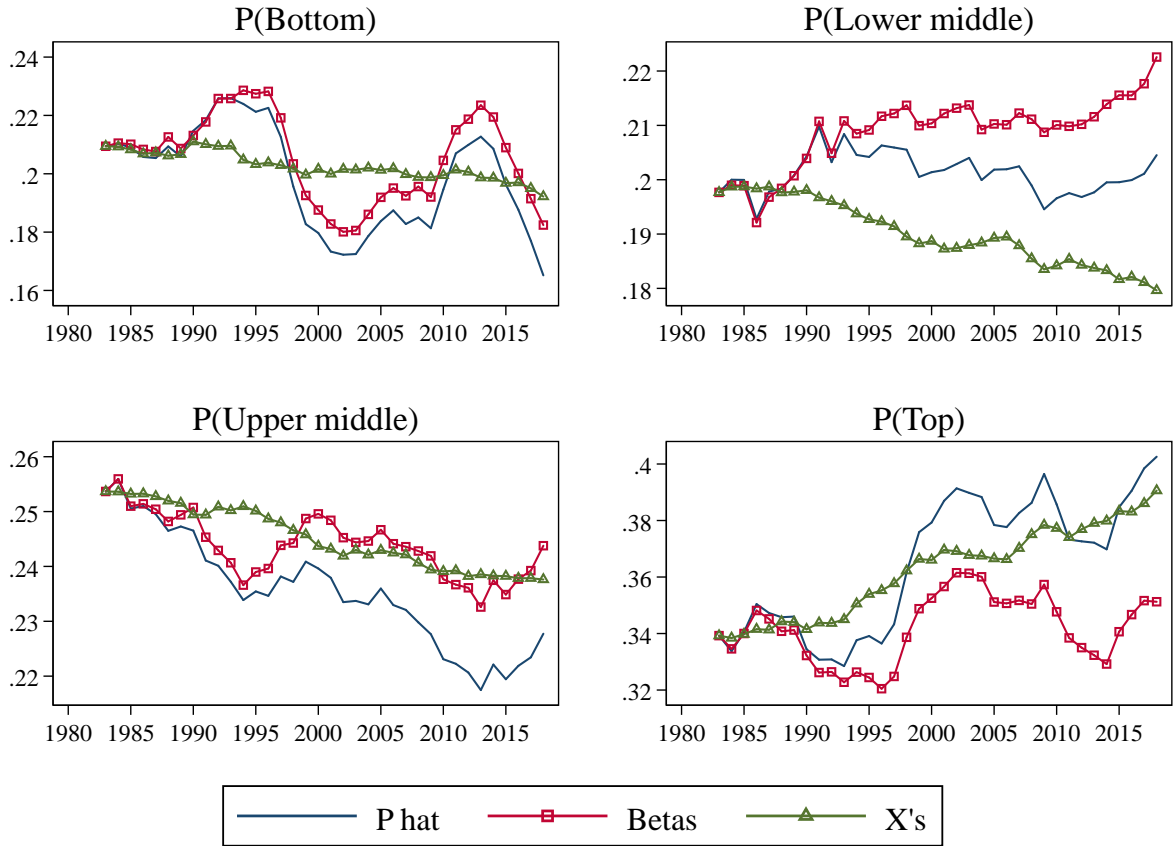 P(Bottom)
.24
.22
.2
.18
.16
1980 1985 1990 1995 2000 2005 2010 2015
P(Lower middle)
.22
.21
.2
.19
.18
1980 1985 1990 1995 2000 2005 2010 2015
P(Upper middle)
.26
.25
.24
.23
.22
1980 1985 1990 1995 2000 2005 2010 2015
P(Top)
.4
.38
.36
.34
.32
1980 1985 1990 1995 2000 2005 2010 2015
P hat Betas X's